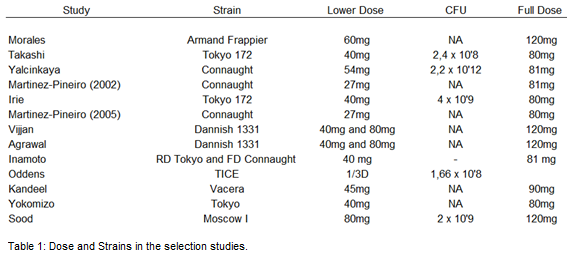 Study Strain Lower Dose CFU Full Dose
Morales Armand Frappier 60mg NA 120mg
Takashi Tokyo 172 40mg 2,4 x 10'8 80mg
Yalcinkaya Connaught 54mg 2,2 x 10'12 81mg
Martinez-Pineiro (2002) Connaught 27mg NA 81mg
Irie Tokyo 172 40mg 4 x 10'9 80mg
Martinez-Pineiro (2005) Connaught 27mg NA 80mg
Vijjan Dannish 1331 40mg and 80mg NA 120mg
Agrawal Dannish 1331 40mg and 80mg NA 120mg
Inamoto RD Tokyo and FD Connaught 40 mg - 81 mg
Oddens TICE 1/3D 1,66 x 10'8
Kandeel Vacera 45mg NA 90mg
Yokomizo Tokyo 40mg NA 80mg
Sood Moscow I 80mg 2 x 10'9 120mg
Table 1: Dose and Strains in the selection studies.